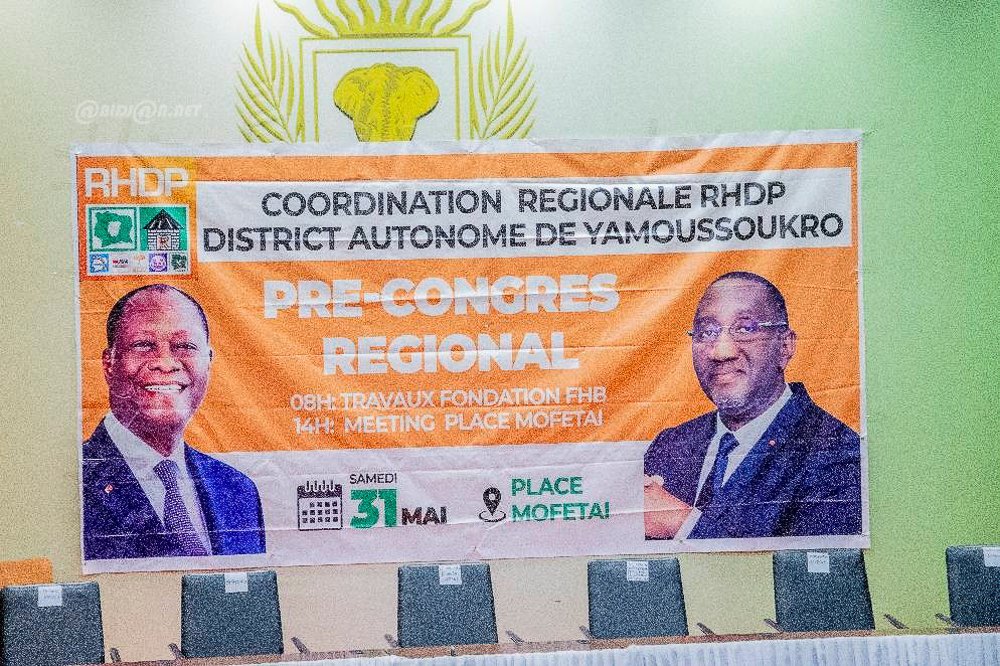 @BIDJ@N.NET
RHDP
COORDINATION REGIONALE RHDP
DISTRICT AUTONOME DE YAMOUSSOUKRO
PRE-CONGRES
REGIONAL
08H: TRAVAUX FONDATION FHB
14H: MEETING PLACE MOFETAI
SAMEDI
31 MAI
PLACE
MOFETAI